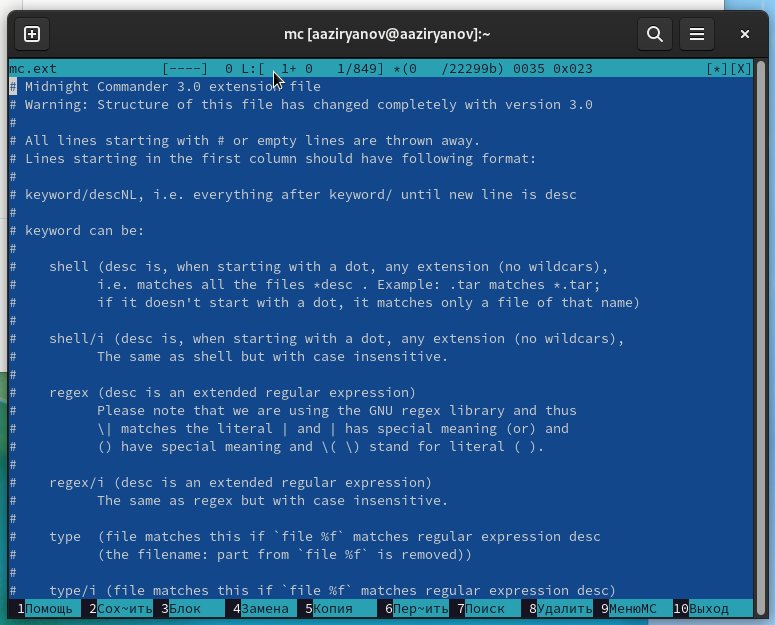 mc [aaziryanov@aaziryanov]:~
mc.ext [----] 0 L:[ 1+ 0 1/849] *(0 /22299b) 0035 0x023 [*][X]
# Midnight Commander 3.0 extension file
# Warning: Structure of this file has changed completely with version 3.0
#
# All lines starting with # or empty lines are thrown away.
# Lines starting in the first column should have following format:
#
# keyword/descNL, i.e. everything after keyword/ until new line is desc
#
# keyword can be:
#
#    shell (desc is, when starting with a dot, any extension (no wildcars),
#          i.e. matches all the files *desc . Example: .tar matches *.tar;
#          if it doesn't start with a dot, it matches only a file of that name)
#
#    shell/i (desc is, when starting with a dot, any extension (no wildcars),
#          The same as shell but with case insensitive.
#
#    regex (desc is an extended regular expression)
#          Please note that we are using the GNU regex library and thus
#          \| matches the literal | and | has special meaning (or) and
#          () have special meaning and \( \) stand for literal ( ).
#
#    regex/i (desc is an extended regular expression)
#          The same as regex but with case insensitive.
#
#    type  (file matches this if `file %f` matches regular expression desc
#          (the filename: part from `file %f` is removed))
#
#    type/i (file matches this if `file %f` matches regular expression desc)
1Помощь 2Сох~ить 3Блок 4Замена 5Копия 6Пер~ить 7Поиск 8Удалить 9МенюМС 10Выход